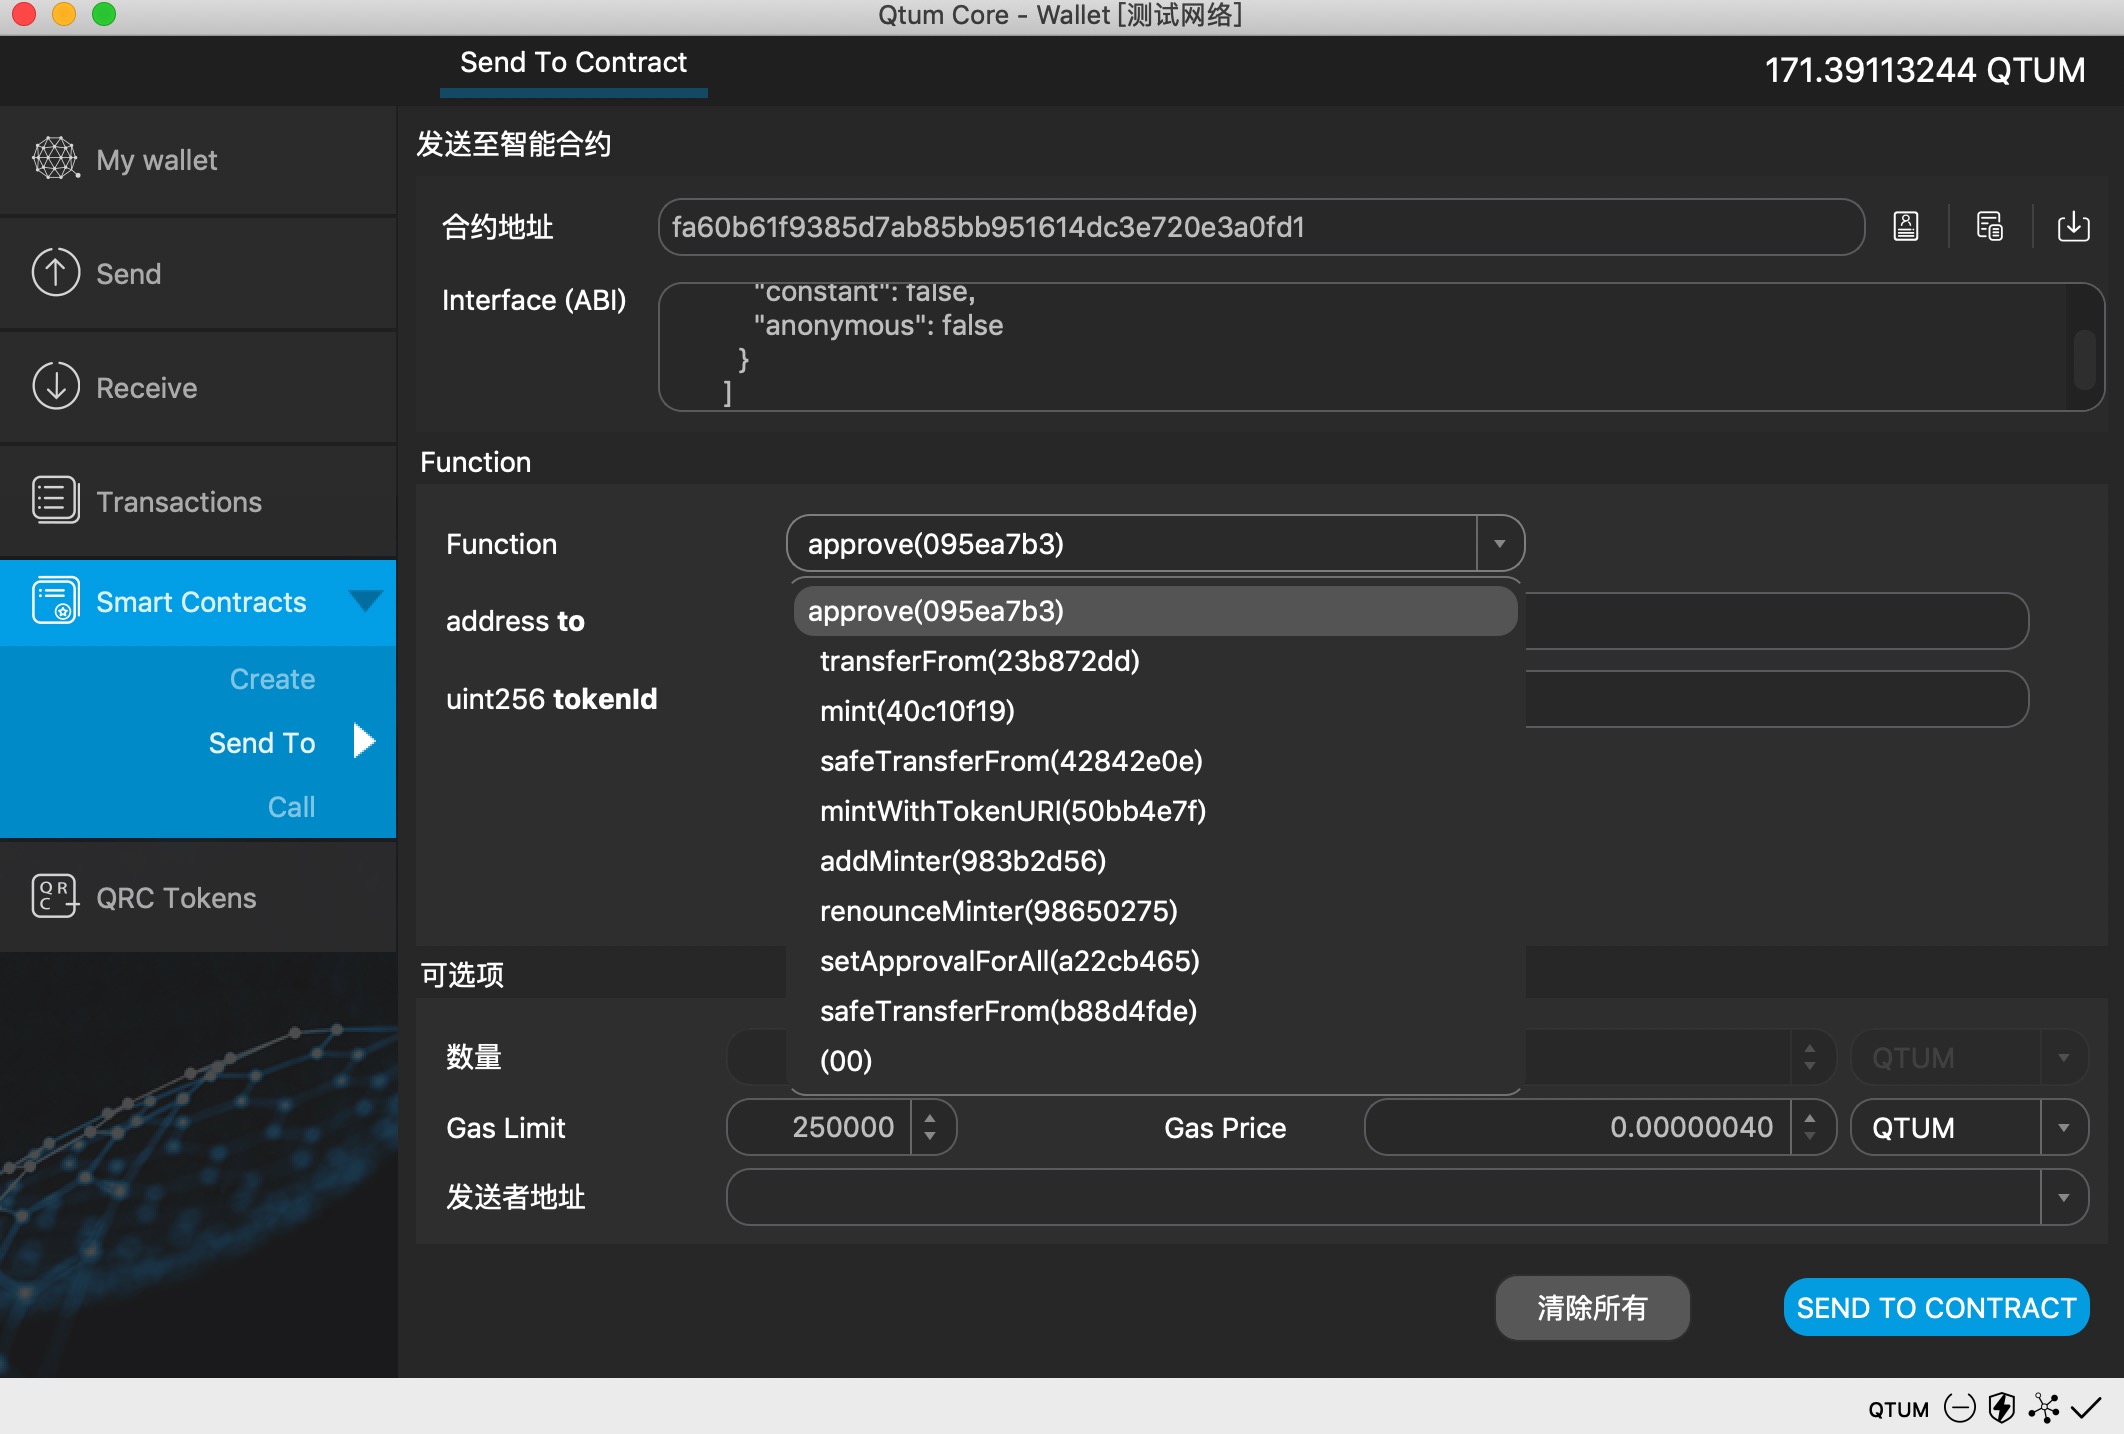 Qtum Core - Wallet [测试网络]
Send To Contract
171.39113244 QTUM
My wallet
Send
Receive
Transactions
Smart Contracts
Create
Send To
Call
QRC Tokens
发送至智能合约
合约地址
fa60b61f9385d7ab85bb951614dc3e720e3a0fd1
Interface (ABI)
"constant": false,
"anonymous": false
}
]
Function
Function
approve(095ea7b3)
approve(095ea7b3)
transferFrom(23b872dd)
mint(40c10f19)
safeTransferFrom(42842e0e)
mintWithTokenURI(50bb4e7f)
addMinter(983b2d56)
renounceMinter(98650275)
setApprovalForAll(a22cb465)
safeTransferFrom(b88d4fde)
(00)
address to
uint256 tokenId
可选项
数量
QTUM
Gas Limit
250000
Gas Price
0.00000040
QTUM
发送者地址
清除所有
SEND TO CONTRACT
QTUM